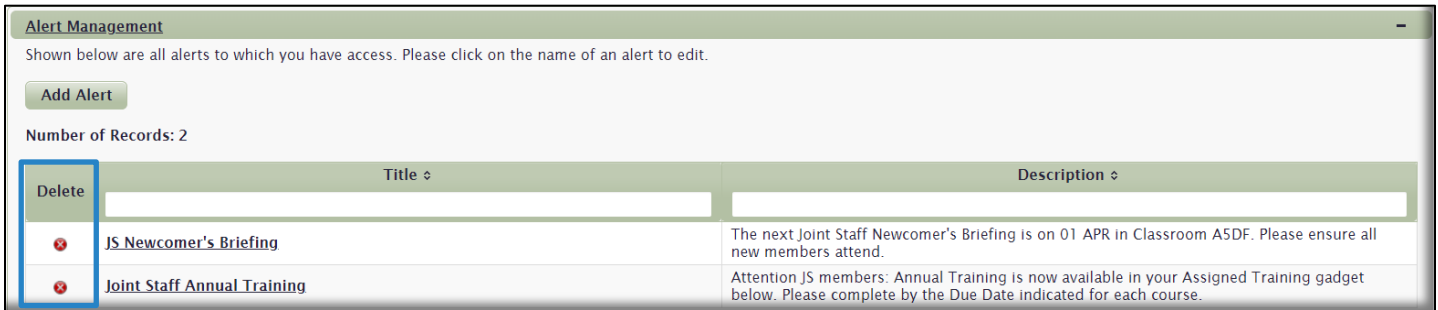 Alert Management
Shown below are all alerts to which you have access. Please click on the name of an alert to edit.
Add Alert
Number of Records: 2
Delete Title Description
JS Newcomer's Briefing The next Joint Staff Newcomer's Briefing is on 01 APR in Classroom A5DF. Please ensure all
new members attend.
Joint Staff Annual Training Attention JS members: Annual Training is now available in your Assigned Training gadget
below. Please complete by the Due Date indicated for each course.